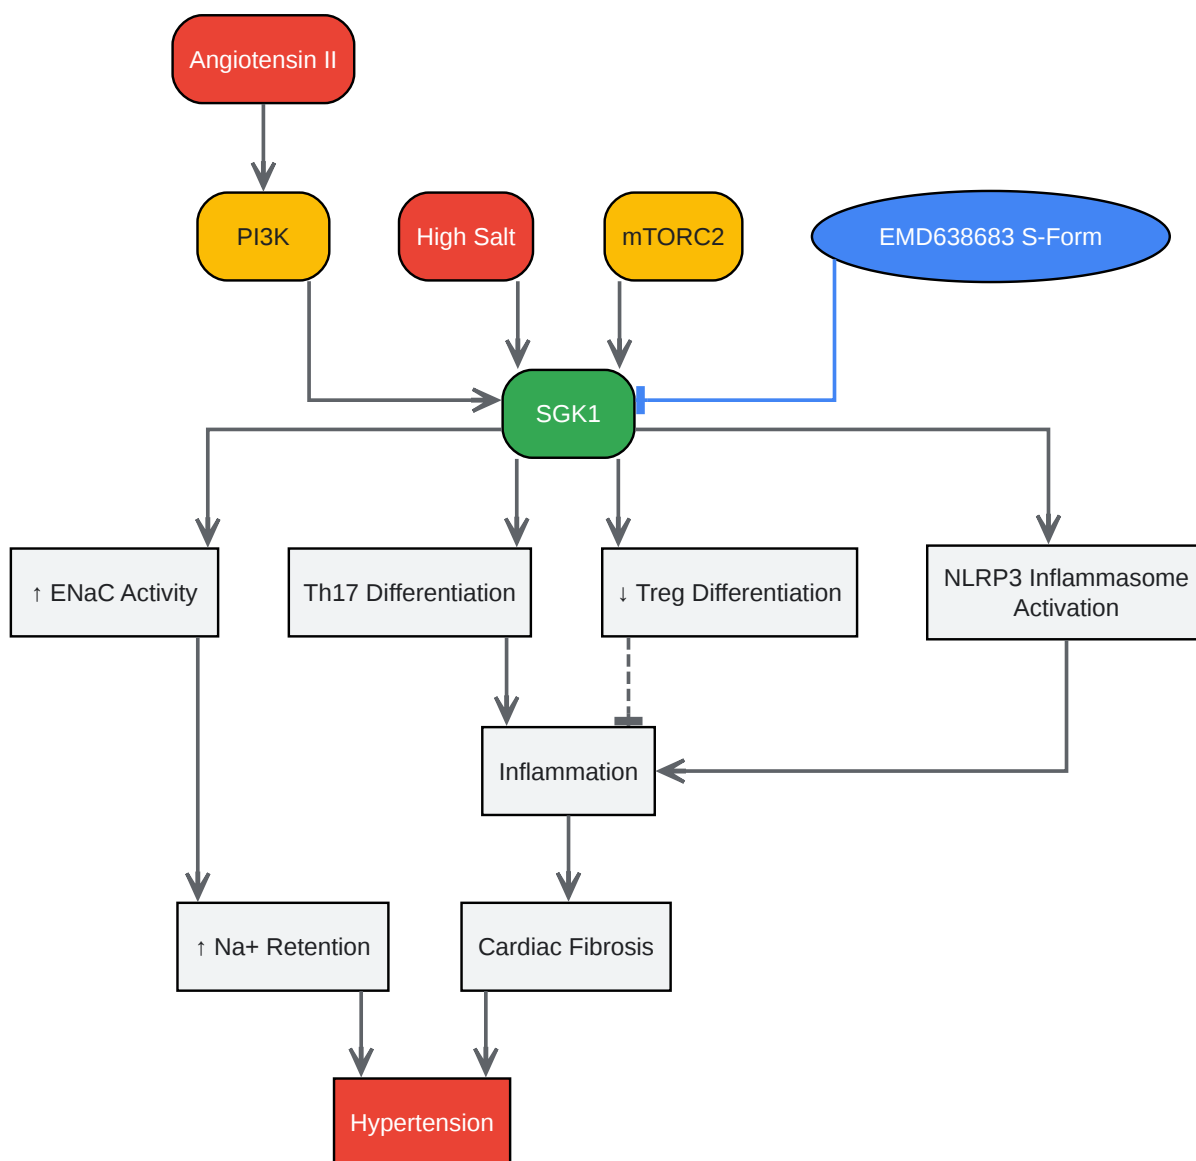 Angiotensin II
PI3K
High Salt
mTORC2
EMD638683 S-Form
SGK1
↑ ENaC Activity
Th17 Differentiation
↓ Treg Differentiation
NLRP3 Inflammasome
Activation
Inflammation
↑ Na+ Retention
Cardiac Fibrosis
Hypertension